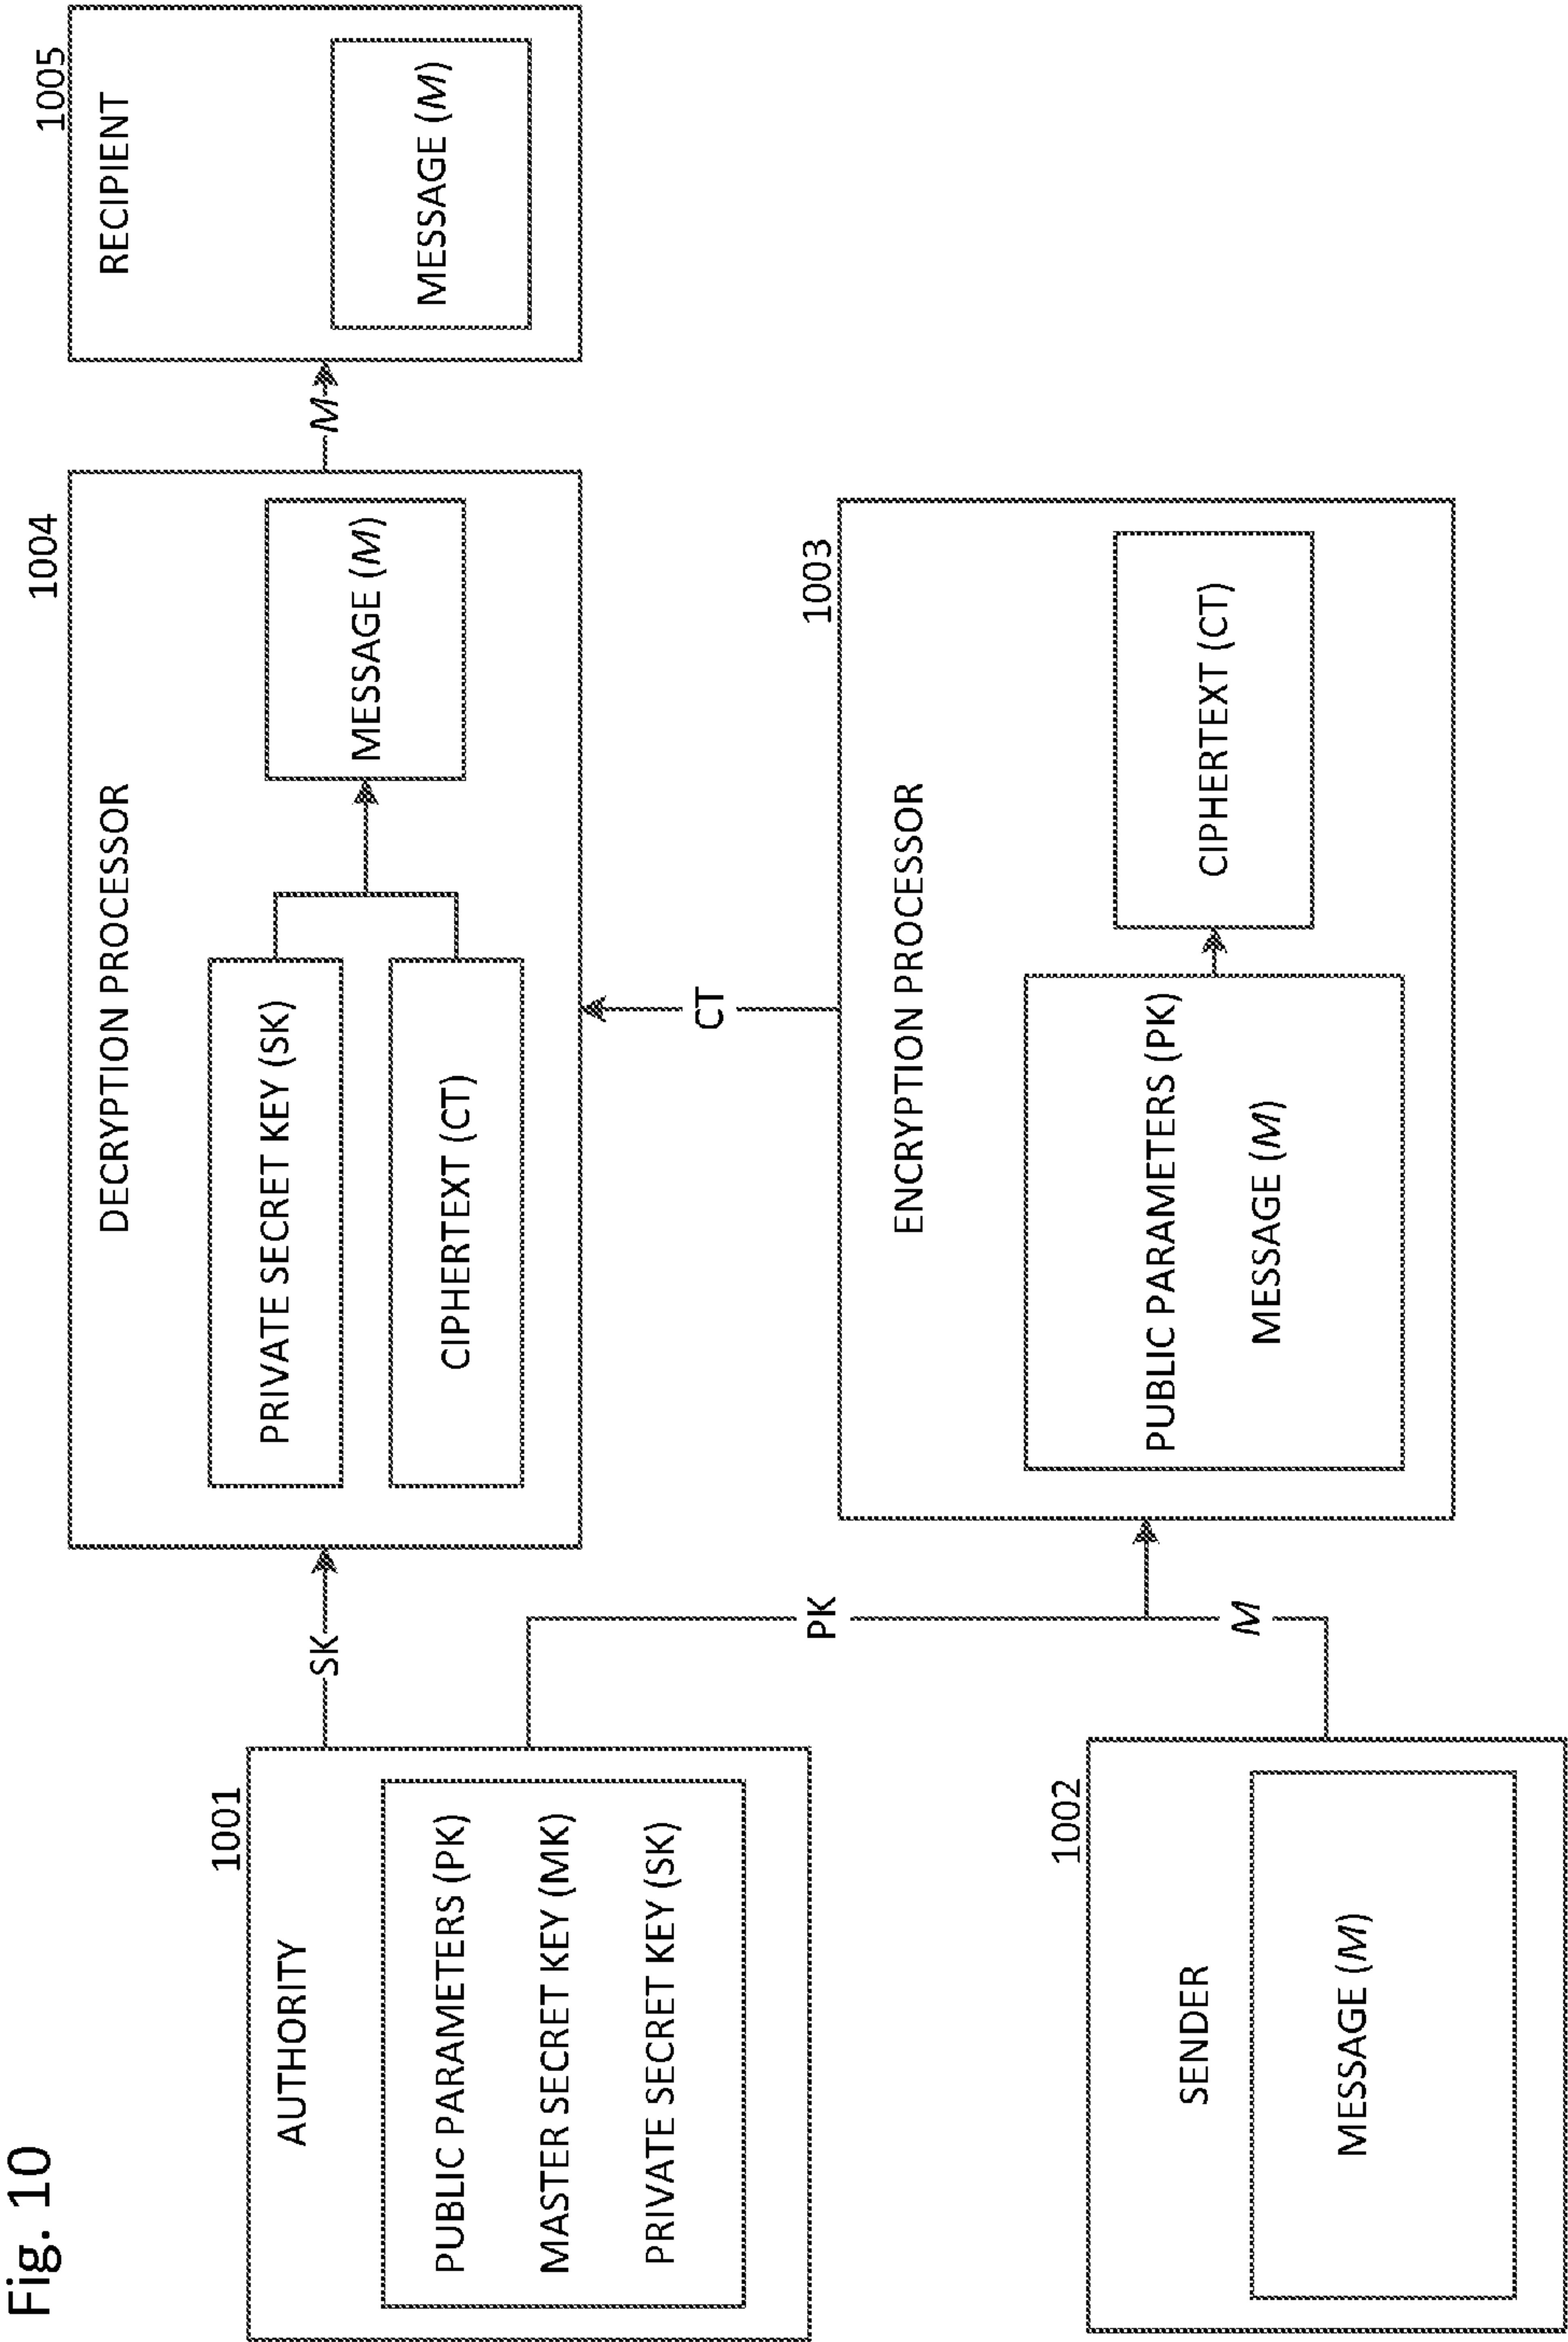 Fig. 10
1001
AUTHORITY
PUBLIC PARAMETERS (PK)
MASTER SECRET KEY (MK)
PRIVATE SECRET KEY (SK)
SK
1004
DECRYPTION PROCESSOR
PRIVATE SECRET KEY (SK)
CIPHERTEXT (CT)
MESSAGE (M)
M
1005
RECIPIENT
MESSAGE (M)
1002
SENDER
MESSAGE (M)
PK
M
1003
ENCRYPTION PROCESSOR
PUBLIC PARAMETERS (PK)
MESSAGE (M)
CIPHERTEXT (CT)
CT